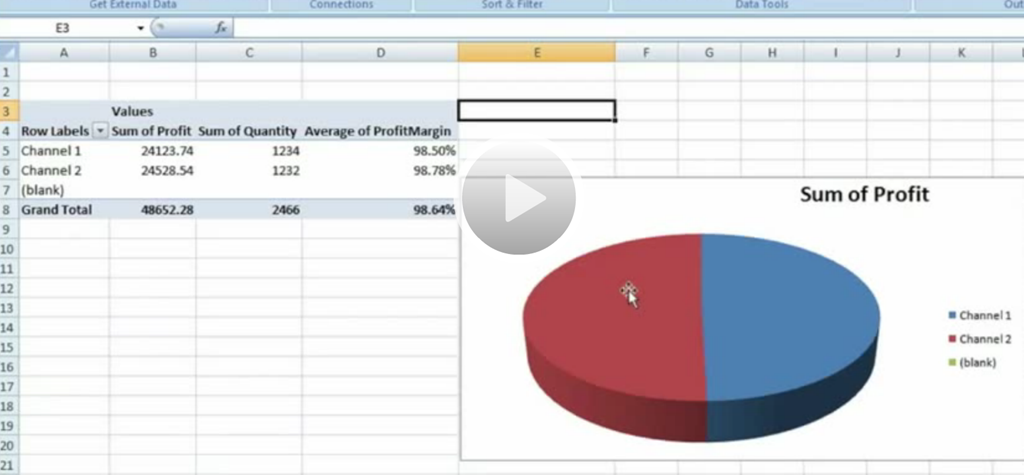 Get External Data Connections Sort & Filter Data Tools
E3 fx
A B C D E F G H I J K
1
2
3 Values
4 Row Labels Sum of Profit Sum of Quantity Average of ProfitMargin
5 Channel 1 24123.74 1234 98.50%
6 Channel 2 24528.54 1232 98.78%
7 (blank)
8 Grand Total 48652.28 2466 98.64%
9
10
11
12
13
14
15
16
17
18
19
20
21
Sum of Profit
Channel 1
Channel 2
(blank)